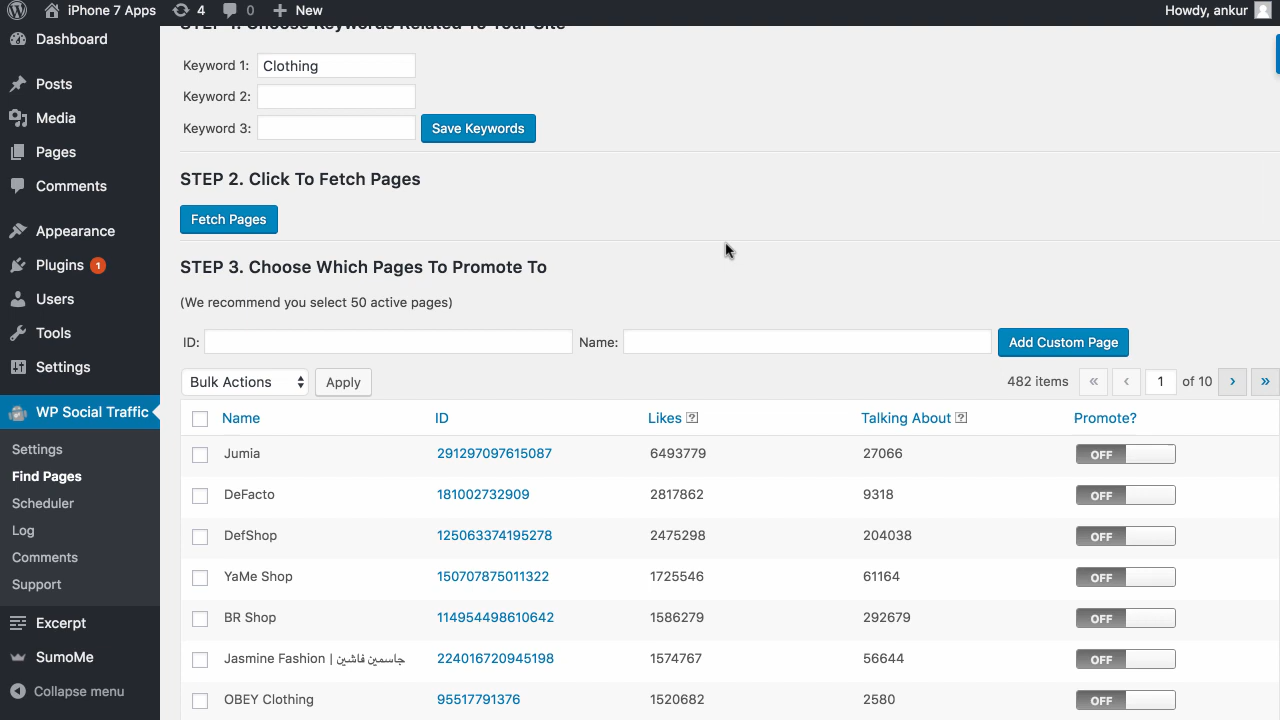 iPhone 7 Apps 4 0 New Howdy, ankur
Dashboard
Posts
Media
Pages
Comments
Appearance
Plugins 1
Users
Tools
Settings
WP Social Traffic
Settings
Find Pages
Scheduler
Log
Comments
Support
Excerpt
SumoMe
Collapse menu
STEP 1. Choose Keywords Related To Your Site
Keyword 1: Clothing
Keyword 2:
Keyword 3: Save Keywords
STEP 2. Click To Fetch Pages
Fetch Pages
STEP 3. Choose Which Pages To Promote To
(We recommend you select 50 active pages)
ID: Name: Add Custom Page
Bulk Actions Apply 482 items « ‹ 1 of 10 › »
Name ID Likes ? Talking About ? Promote?
Jumia 291297097615087 6493779 27066 OFF
DeFacto 181002732909 2817862 9318 OFF
DefShop 125063374195278 2475298 204038 OFF
YaMe Shop 150707875011322 1725546 61164 OFF
BR Shop 114954498610642 1586279 292679 OFF
Jasmine Fashion | جاسمين فاشين 224016720945198 1574767 56644 OFF
OBEY Clothing 95517791376 1520682 2580 OFF